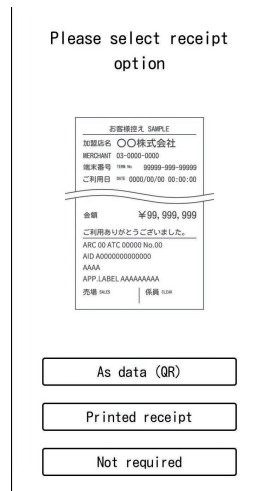 Please select receipt
option
お客様控え SAMPLE
加盟店名 〇〇株式会社
MERCHANT 03-0000-0000
端末番号 TERM No 99999-999-99999
ご利用日 DATE 0000/00/00 00:00:00
金額 ¥99,999,999
ご利用ありがとうございました。
ARC 00 ATC 00000 No.00
AID A0000000000000
AAAA
APP.LABEL AAAAAAAAA
売場 SALES 係員 CLERK
As data (QR)
Printed receipt
Not required